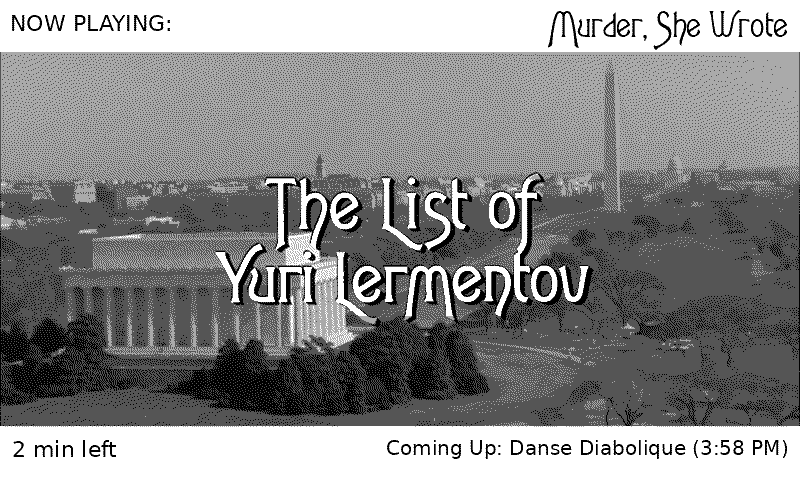 NOW PLAYING:
Murder, She Wrote
The List of
Yuri Lermentov
2 min left
Coming Up: Danse Diabolique (3:58 PM)